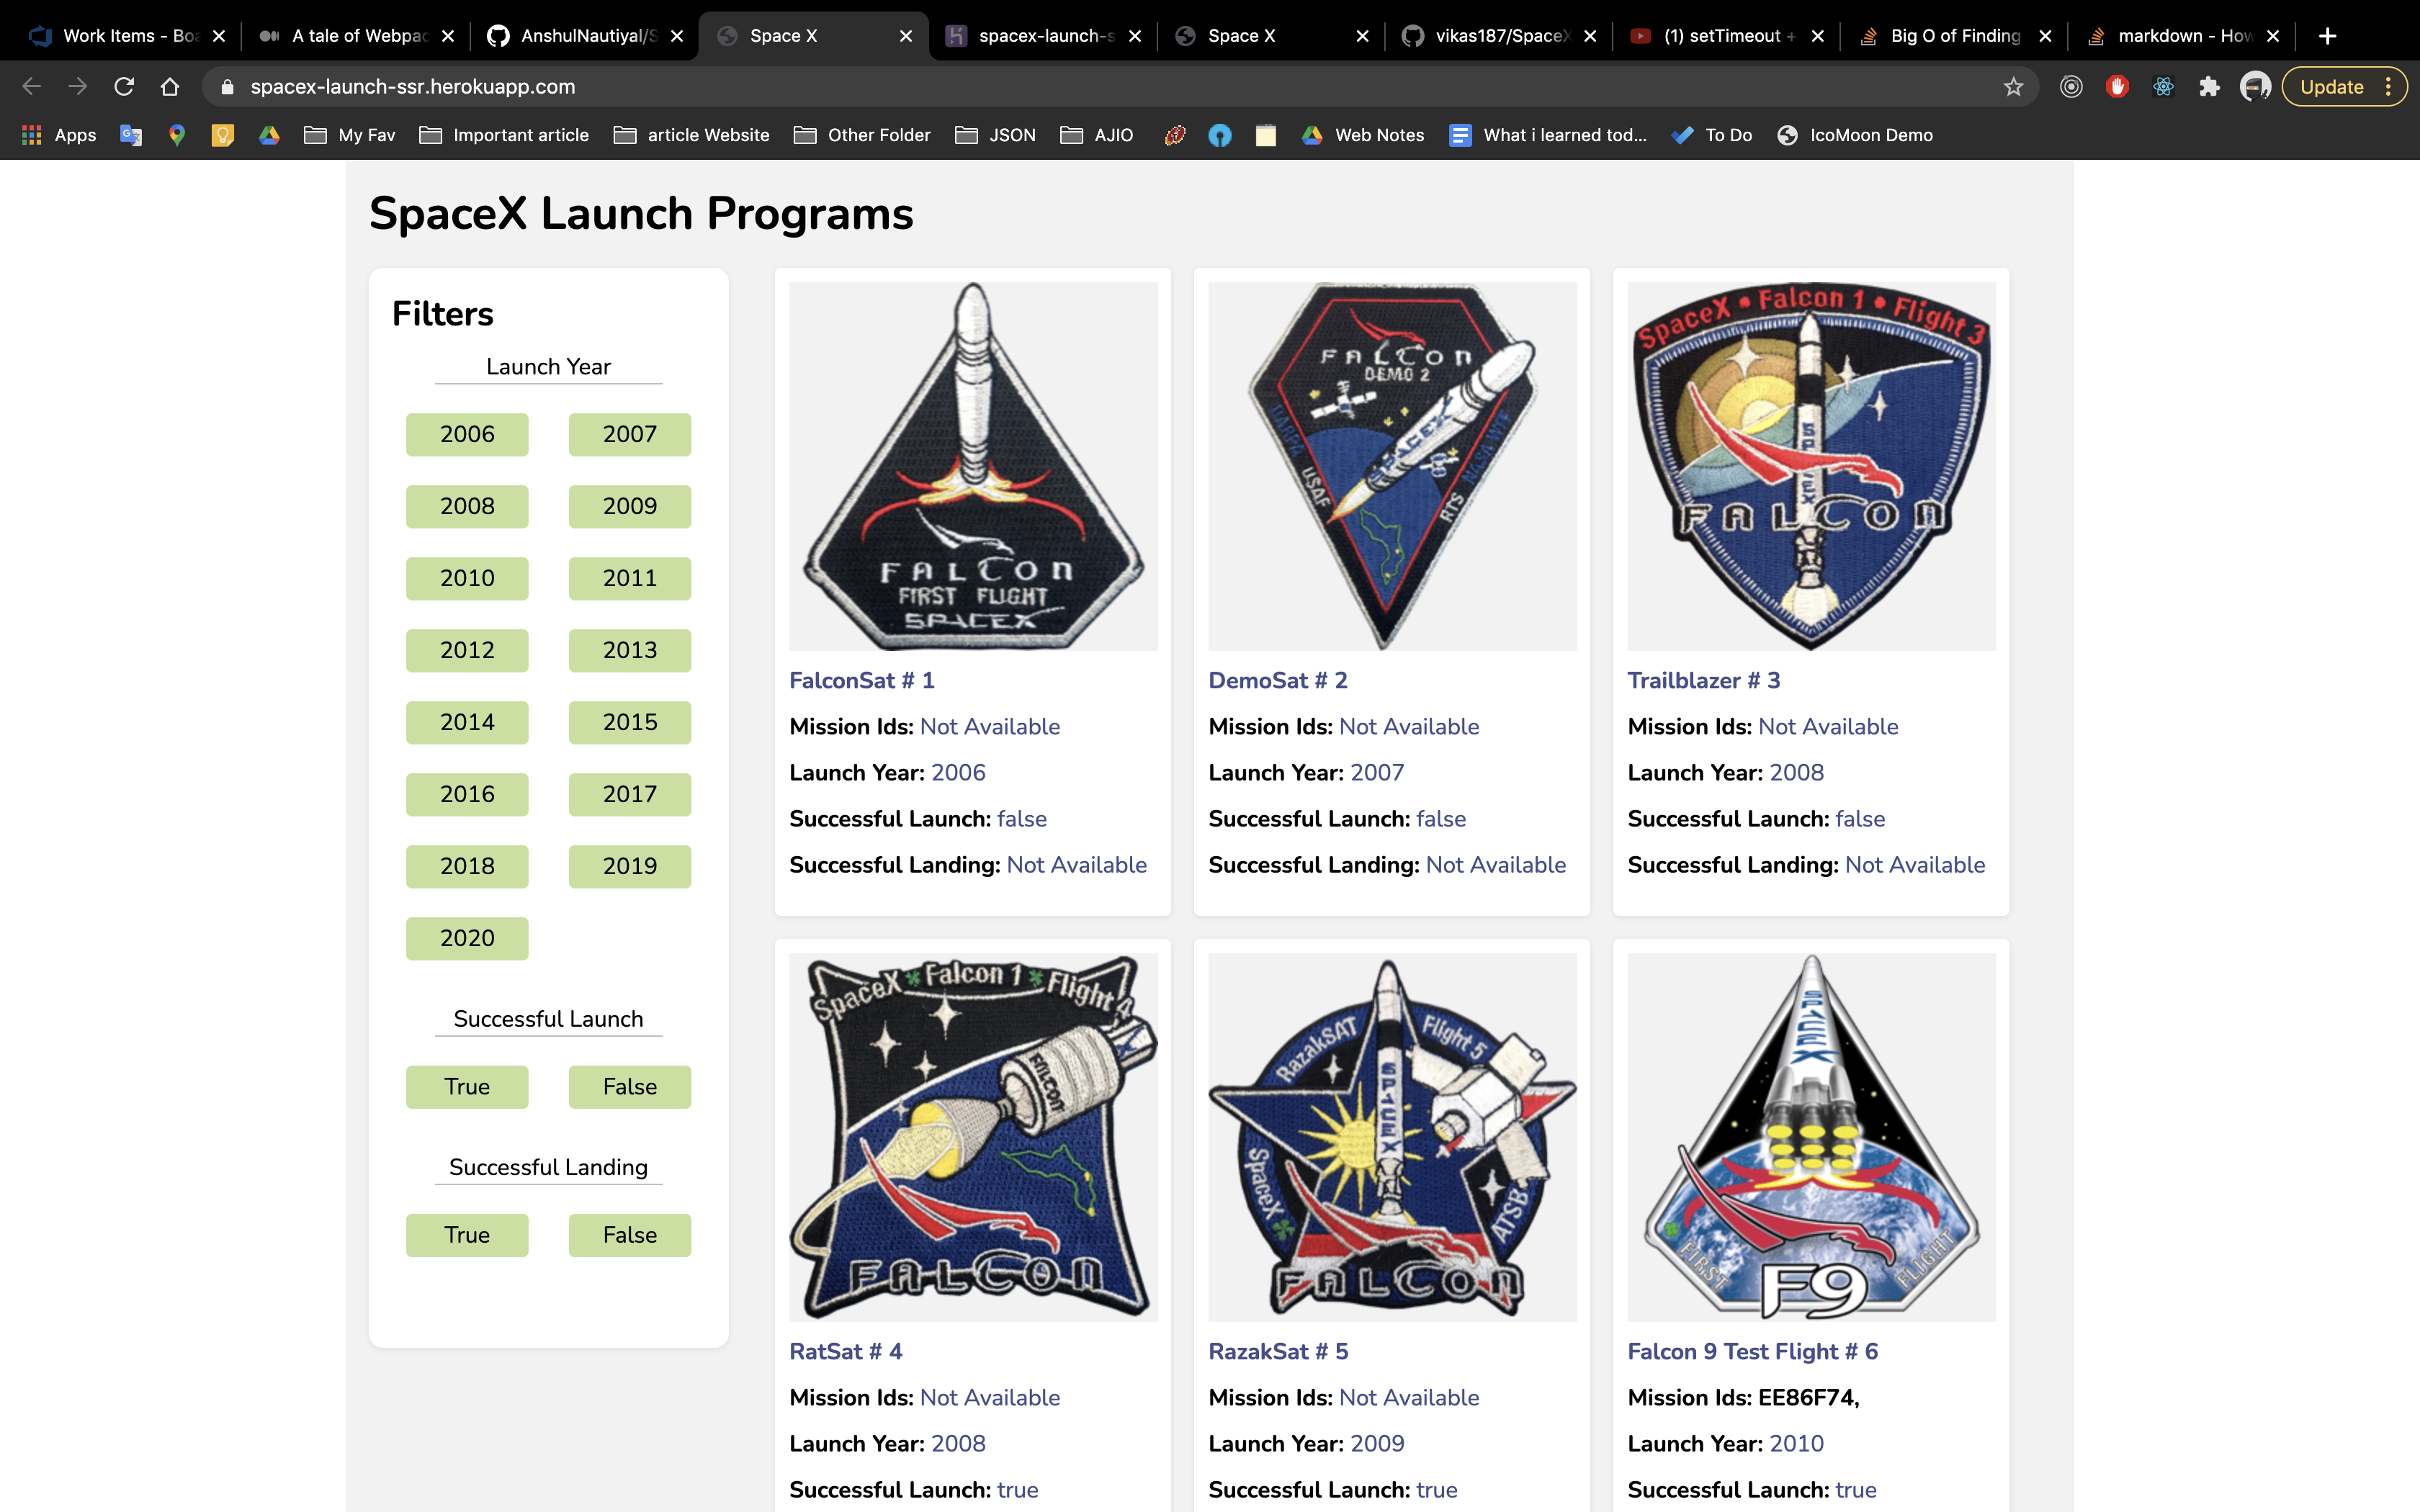 Work Items - Boa
A tale of Webpac
AnshulNautiyal/S
Space X
spacex-launch-s
Space X
vikas187/SpaceX
(1) setTimeout +
Big O of Finding
markdown - How
spacex-launch-ssr.herokuapp.com
Update
Apps
My Fav
Important article
article Website
Other Folder
JSON
AJIO
Web Notes
What i learned tod...
To Do
IcoMoon Demo
SpaceX Launch Programs
Filters
Launch Year
2006 2007
2008 2009
2010 2011
2012 2013
2014 2015
2016 2017
2018 2019
2020
Successful Launch
True False
Successful Landing
True False
FALCON
FIRST FLIGHT
SPACEX
FalconSat # 1
Mission Ids: Not Available
Launch Year: 2006
Successful Launch: false
Successful Landing: Not Available
FALCON
DEMO 2
SPACEX
DARPA USAF
RTS NASA WFF
DemoSat # 2
Mission Ids: Not Available
Launch Year: 2007
Successful Launch: false
Successful Landing: Not Available
SpaceX • Falcon 1 • Flight 3
SPACEX
FALCON
Trailblazer # 3
Mission Ids: Not Available
Launch Year: 2008
Successful Launch: false
Successful Landing: Not Available
SpaceX Falcon 1 Flight 4
FALCON
FALCON
RatSat # 4
Mission Ids: Not Available
Launch Year: 2008
Successful Launch: true
RazakSAT
Flight 5
SPACEX
SpaceX
ATSB
FALCON
RazakSat # 5
Mission Ids: Not Available
Launch Year: 2009
Successful Launch: true
SPACEX
FIRST FLIGHT
F9
Falcon 9 Test Flight # 6
Mission Ids: EE86F74,
Launch Year: 2010
Successful Launch: true